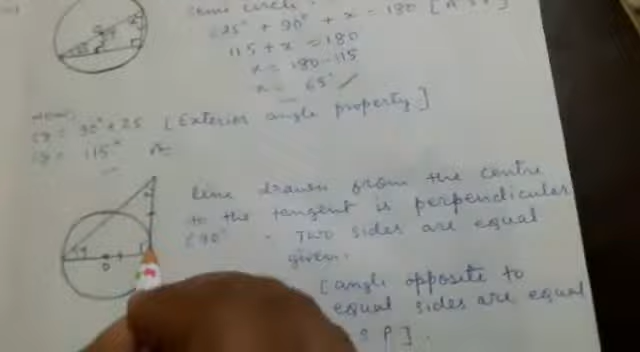 same circle.
∠25° + 90° + x = 180 [A S P]
115 + x = 180
x = 180 - 115
x = 65°
= 90° + 25 [Exterior angle property]
= 115°
line drawn from the centre
to the tangent is perpendicular
∠90°. Two sides are equal
given.
[angle opposite to
equal sides are equal
S P].
O